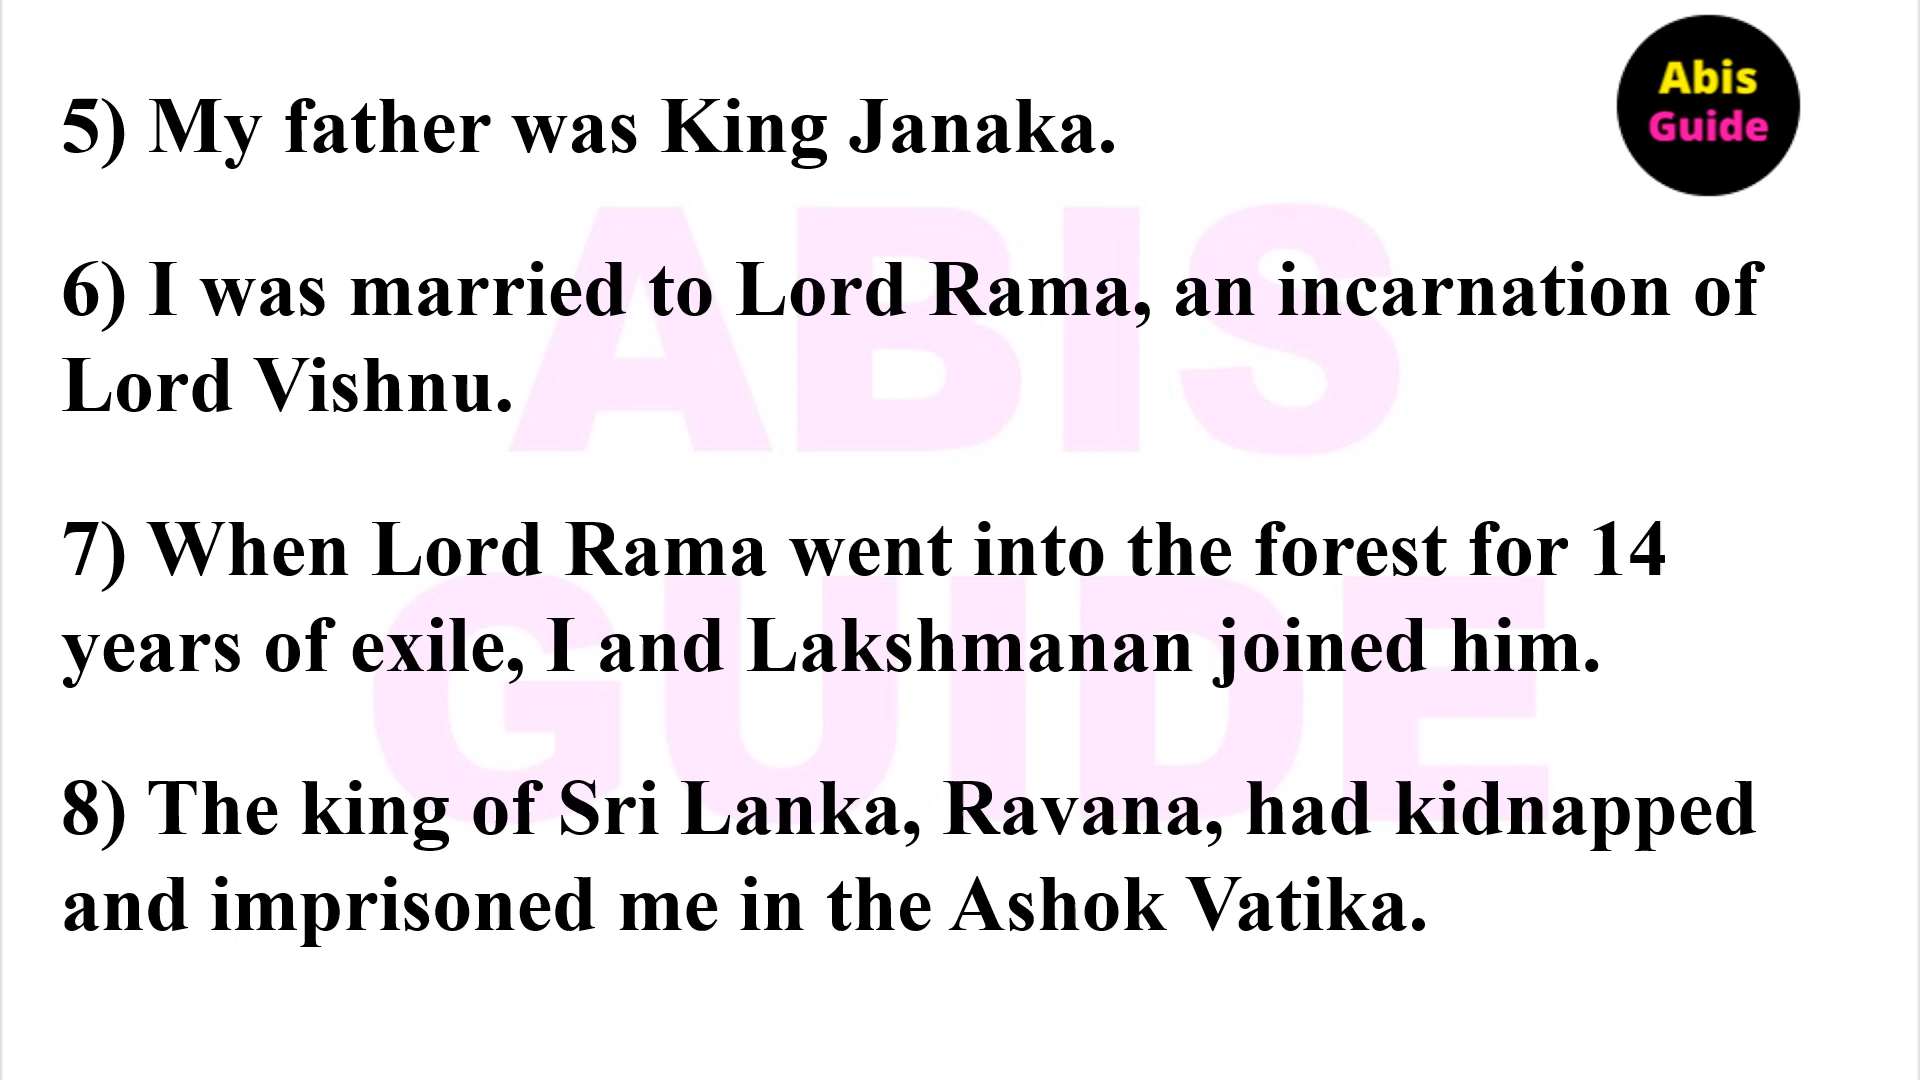 Abis
Guide
5) My father was King Janaka.
6) I was married to Lord Rama, an incarnation of
Lord Vishnu.
7) When Lord Rama went into the forest for 14
years of exile, I and Lakshmanan joined him.
8) The king of Sri Lanka, Ravana, had kidnapped
and imprisoned me in the Ashok Vatika.
ABIS
GUIDE